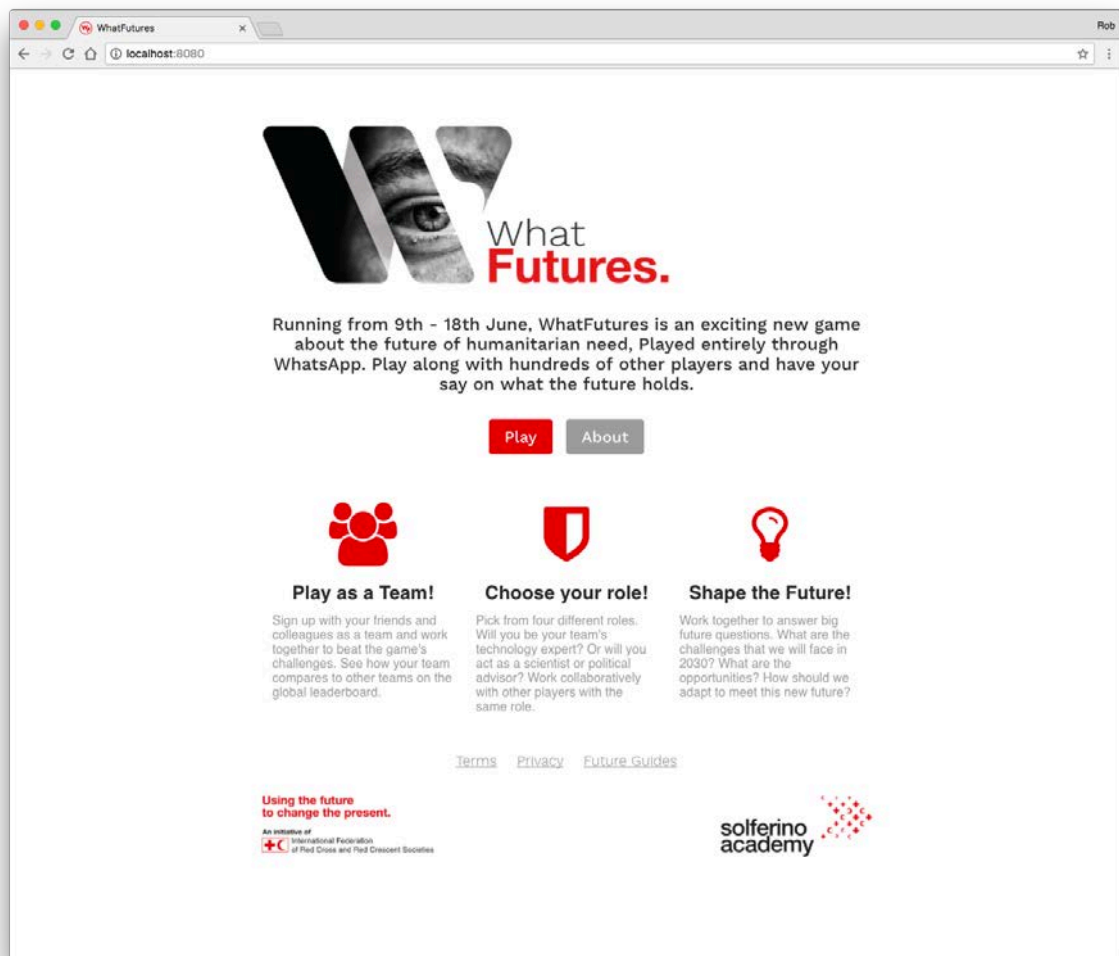 WhatFutures
Rob
localhost:8080
What
Futures.
Running from 9th - 18th June, WhatFutures is an exciting new game
about the future of humanitarian need, Played entirely through
WhatsApp. Play along with hundreds of other players and have your
say on what the future holds.
Play
About
Play as a Team!
Sign up with your friends and
colleagues as a team and work
together to beat the game's
challenges. See how your team
compares to other teams on the
global leaderboard.
Choose your role!
Pick from four different roles.
Will you be your team's
technology expert? Or will you
act as a scientist or political
advisor? Work collaboratively
with other players with the
same role.
Shape the Future!
Work together to answer big
future questions. What are the
challenges that we will face in
2030? What are the
opportunities? How should we
adapt to meet this new future?
Terms Privacy Future Guides
Using the future
to change the present.
An initiative of
International Federation
of Red Cross and Red Crescent Societies
solferino
academy